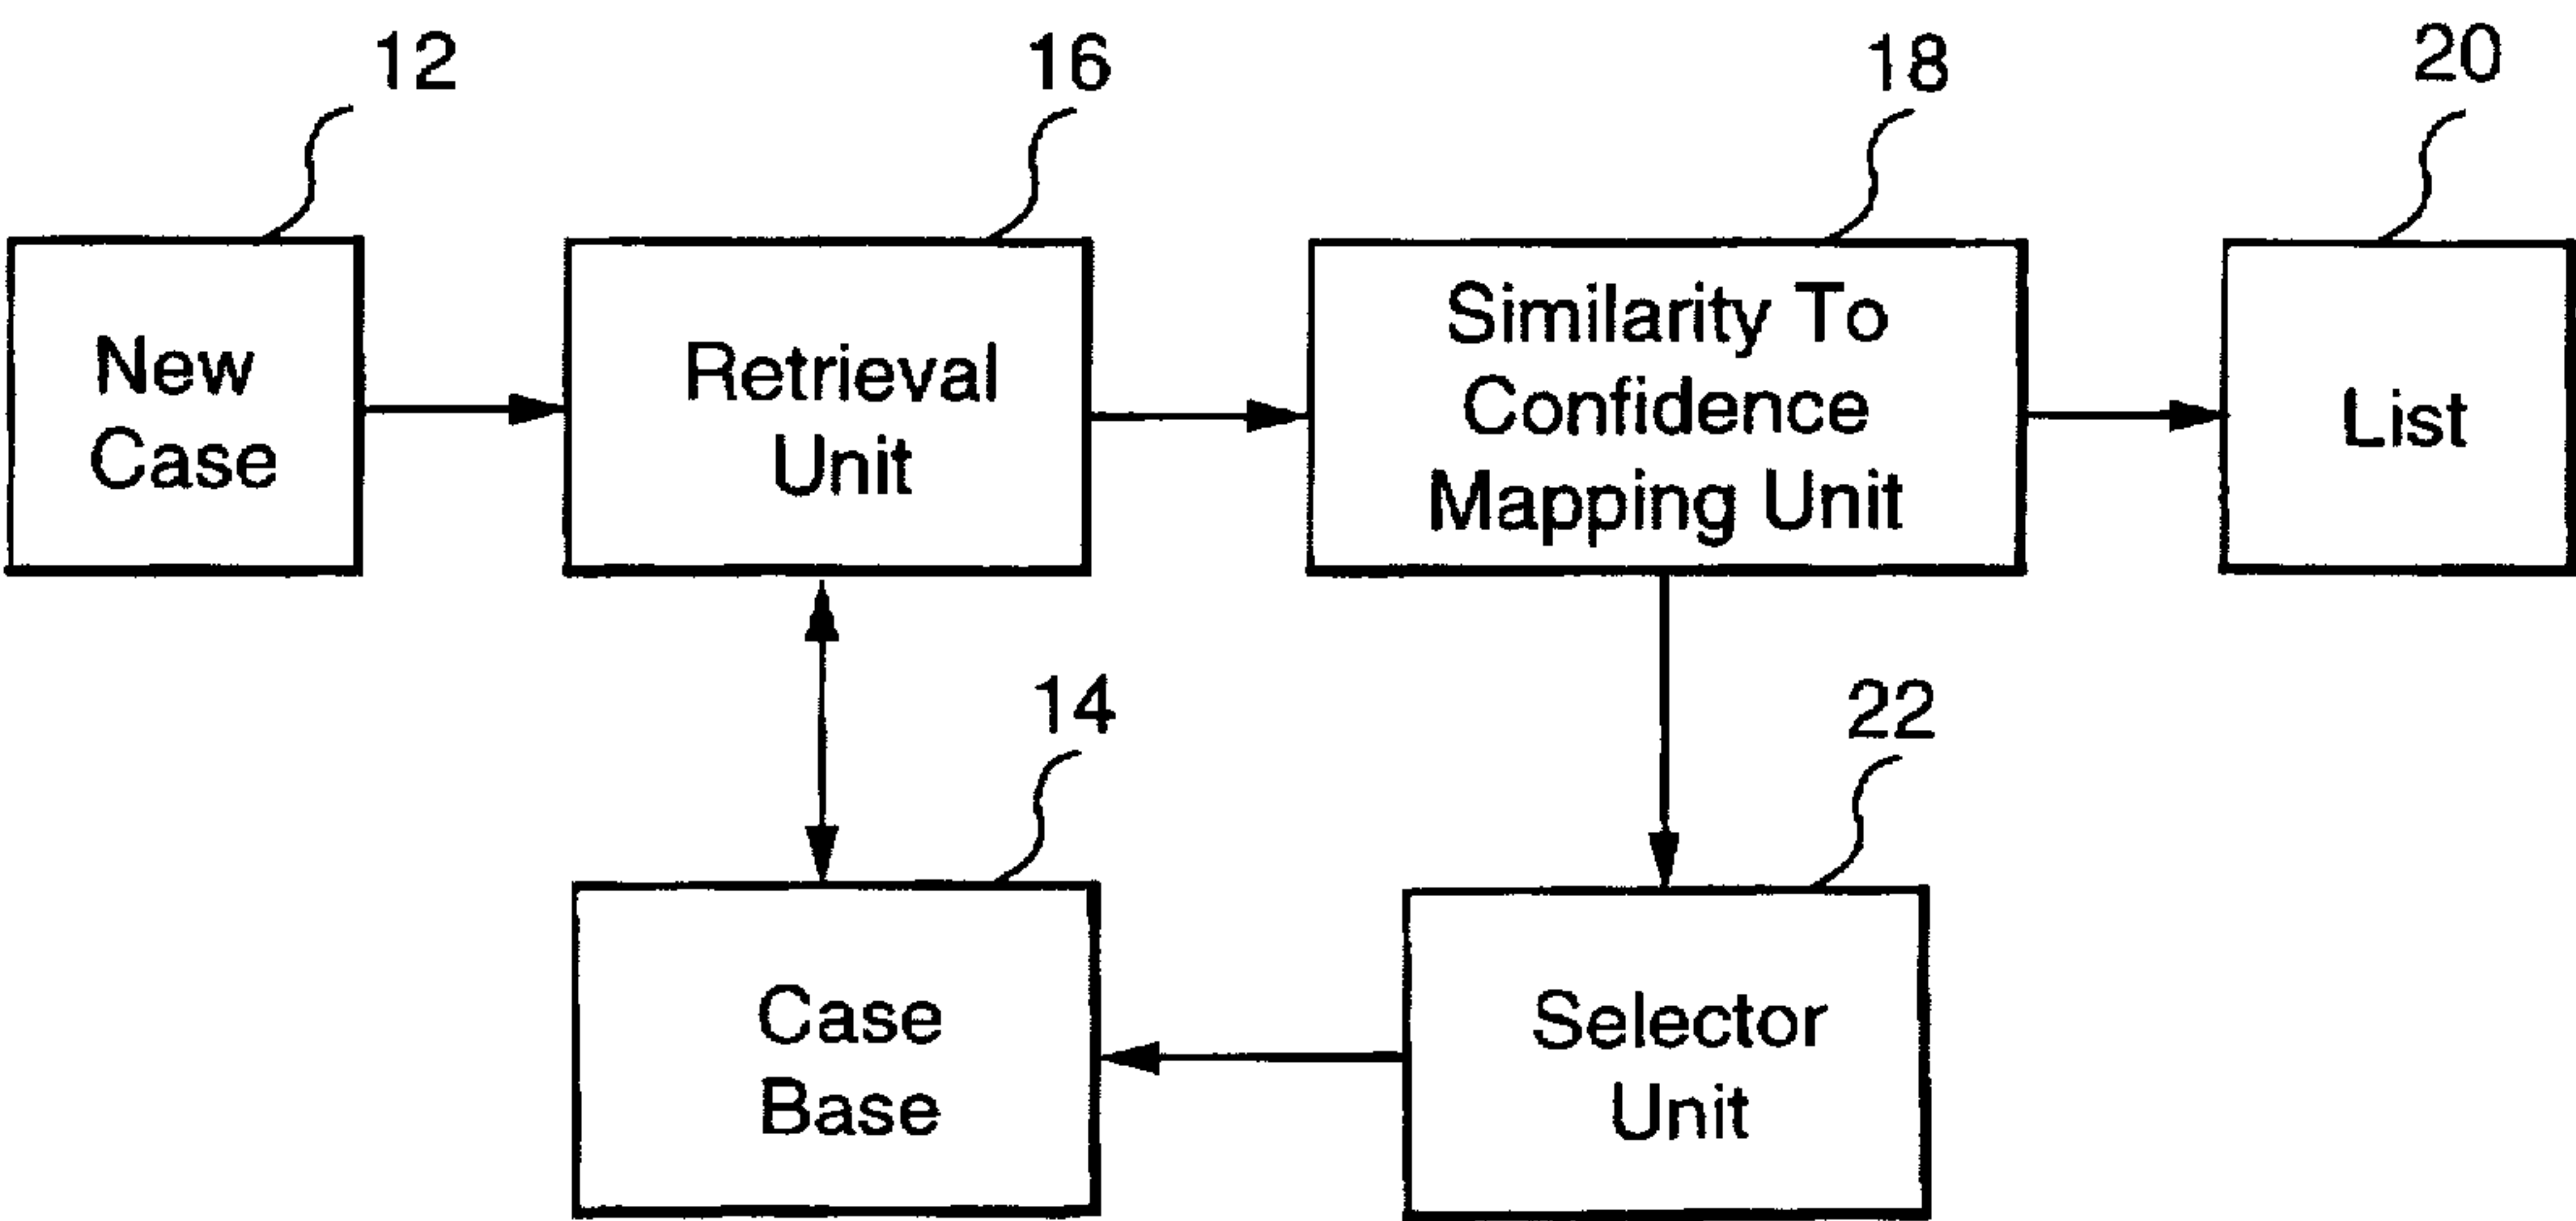 12
16
18
20
New
Case
Retrieval
Unit
Similarity To
Confidence
Mapping Unit
List
14
22
Case
Base
Selector
Unit